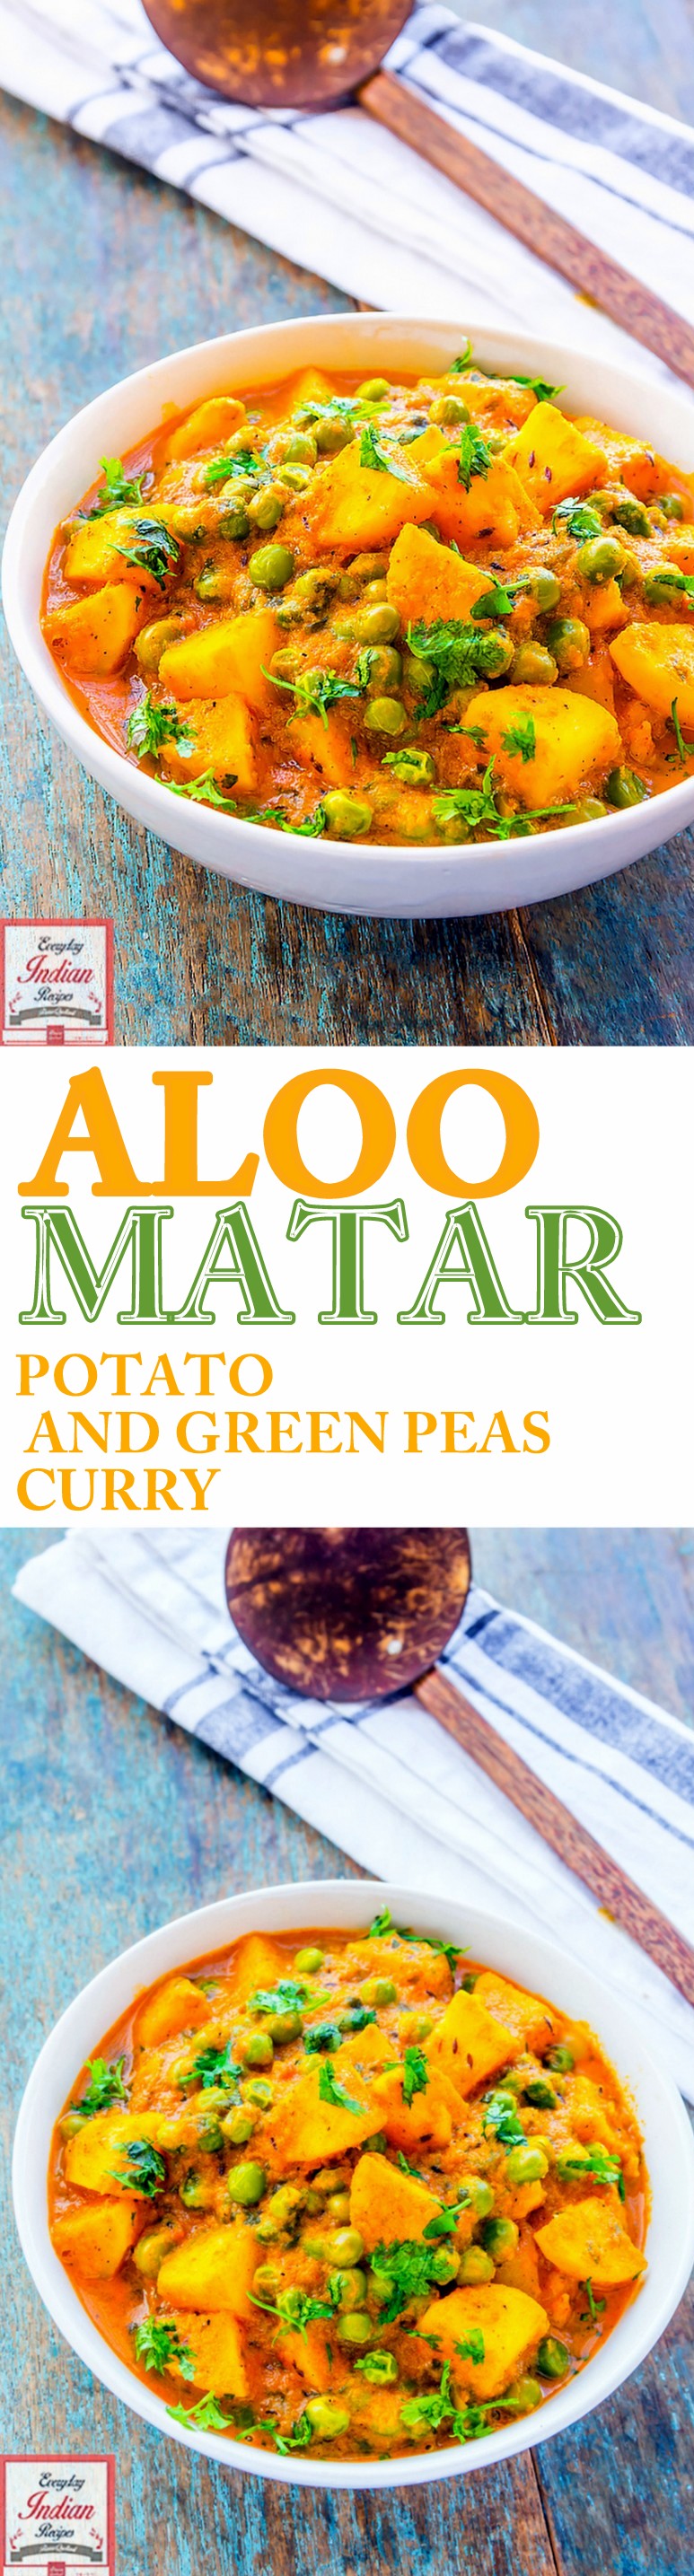 Everyday
Indian
Recipes
ALOO
MATAR
POTATO
AND GREEN PEAS
CURRY
Everyday
Indian
Recipes